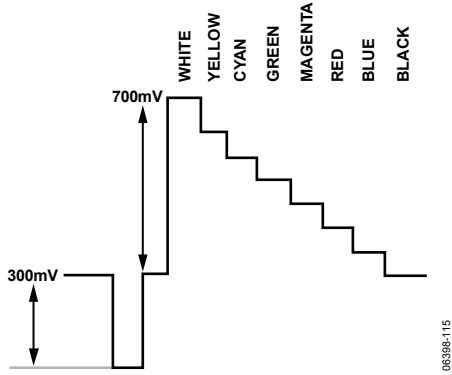 WHITE
YELLOW
CYAN
GREEN
MAGENTA
RED
BLUE
BLACK
700mV
300mV
06398-115